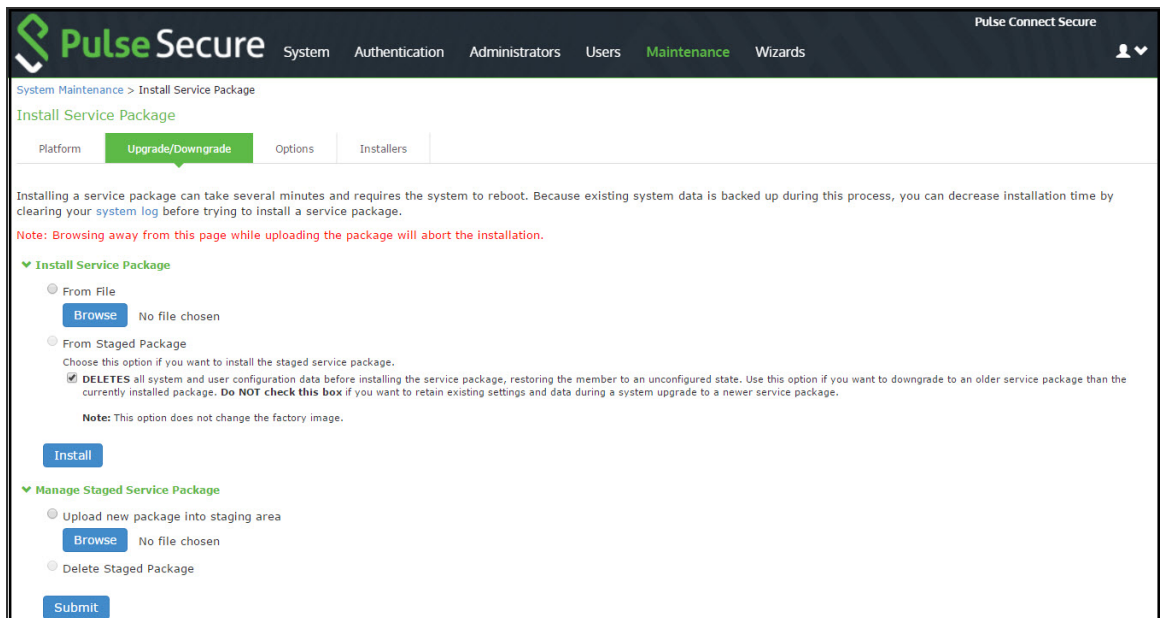 Pulse Connect Secure
Pulse Secure System Authentication Administrators Users Maintenance Wizards
System Maintenance > Install Service Package
Install Service Package
Platform Upgrade/Downgrade Options Installers
Installing a service package can take several minutes and requires the system to reboot. Because existing system data is backed up during this process, you can decrease installation time by
clearing your system log before trying to install a service package.
Note: Browsing away from this page while uploading the package will abort the installation.
Install Service Package
From File
Browse No file chosen
From Staged Package
Choose this option if you want to install the staged service package.
DELETES all system and user configuration data before installing the service package, restoring the member to an unconfigured state. Use this option if you want to downgrade to an older service package than the
currently installed package. Do NOT check this box if you want to retain existing settings and data during a system upgrade to a newer service package.
Note: This option does not change the factory image.
Install
Manage Staged Service Package
Upload new package into staging area
Browse No file chosen
Delete Staged Package
Submit